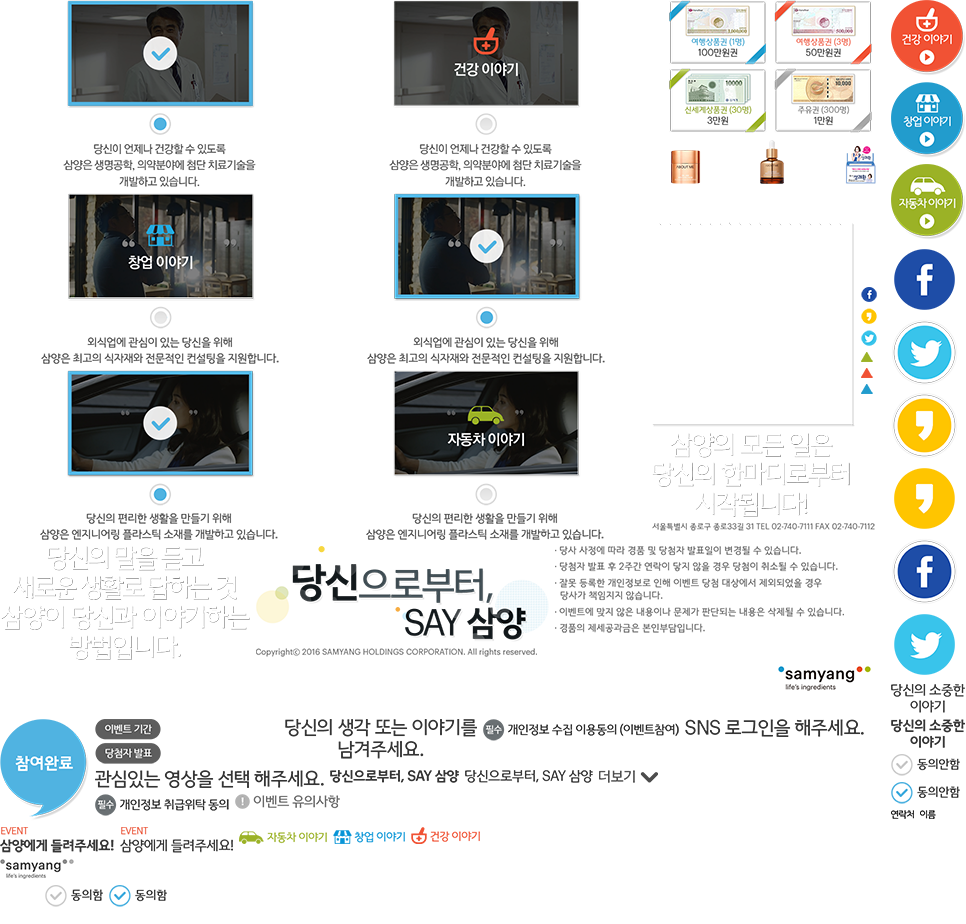 건강 이야기
당신이 언제나 건강할 수 있도록
삼양은 생명공학, 의약분야에 첨단 치료기술을
개발하고 있습니다.
당신이 언제나 건강할 수 있도록
삼양은 생명공학, 의약분야에 첨단 치료기술을
개발하고 있습니다.
여행상품권 (1명)
100만원권
여행상품권 (3명)
50만원권
10000
10,000
신세계상품권 (30명)
3만원
주유권 (300명)
1만원
ABOUT ME
건강 이야기
창업 이야기
자동차 이야기
“ 창업 이야기 ”
외식업에 관심이 있는 당신을 위해
삼양은 최고의 식자재와 전문적인 컨설팅을 지원합니다.
외식업에 관심이 있는 당신을 위해
삼양은 최고의 식자재와 전문적인 컨설팅을 지원합니다.
자동차 이야기
당신의 편리한 생활을 만들기 위해
삼양은 엔지니어링 플라스틱 소재를 개발하고 있습니다.
당신의 편리한 생활을 만들기 위해
삼양은 엔지니어링 플라스틱 소재를 개발하고 있습니다.
삼양의 모든 일은
당신의 한마디로부터
시작됩니다!
서울특별시 종로구 종로33길 31 TEL 02-740-7111 FAX 02-740-7112
당신의 말을 듣고
새로운 생활로 답하는 것
삼양이 당신과 이야기하는
방법입니다.
당신으로부터,
SAY 삼양
Copyrightⓒ 2016 SAMYANG HOLDINGS CORPORATION. All rights reserved.
· 당사 사정에 따라 경품 및 당첨자 발표일이 변경될 수 있습니다.
· 당첨자 발표 후 2주간 연락이 닿지 않을 경우 당첨이 취소될 수 있습니다.
· 잘못 등록한 개인정보로 인해 이벤트 당첨 대상에서 제외되었을 경우
당사가 책임지지 않습니다.
· 이벤트에 맞지 않은 내용이나 문제가 판단되는 내용은 삭제될 수 있습니다.
· 경품의 제세공과금은 본인부담입니다.
samyang
life's ingredients
당신의 소중한
이야기
당신의 소중한
이야기
동의안함
동의안함
연락처 이름
참여완료
이벤트 기간
당첨자 발표
당신의 생각 또는 이야기를
남겨주세요.
필수 개인정보 수집 이용동의 (이벤트참여)
SNS 로그인을 해주세요.
관심있는 영상을 선택 해주세요.
당신으로부터, SAY 삼양
당신으로부터, SAY 삼양
더보기
필수 개인정보 취급위탁 동의
! 이벤트 유의사항
EVENT
삼양에게 들려주세요!
EVENT
삼양에게 들려주세요!
자동차 이야기
창업 이야기
건강 이야기
samyang
life's ingredients
동의함
동의함